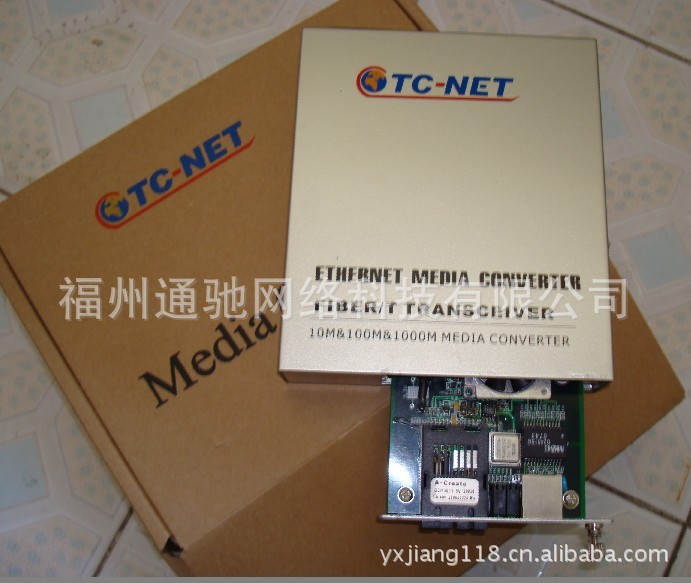 TC-NET
TC-NET
ETHERNET MEDIA CONVERTER
福州通驰网络科技有限公司
FIBER/T TRANSCEIVER
10M&100M&1000M MEDIA CONVERTER
Media
A-Create
yxjiang118.cn.alibaba.com